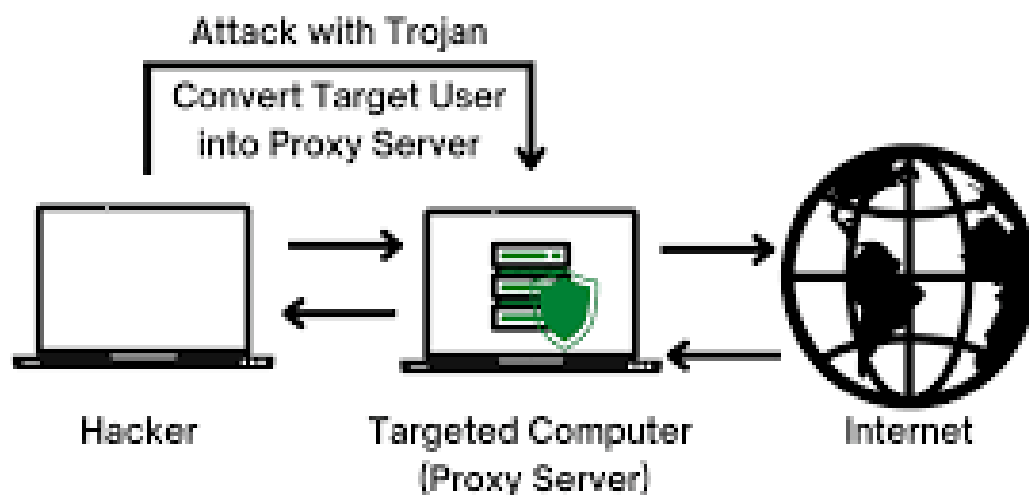 Attack with Trojan
Convert Target User
into Proxy Server
Hacker
Targeted Computer
(Proxy Server)
Internet